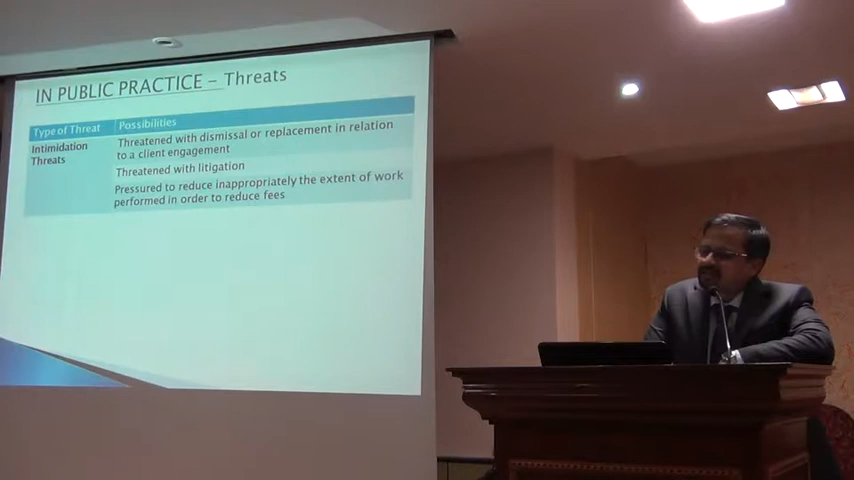 IN PUBLIC PRACTICE – Threats
Type of Threat Possibilities
Intimidation Threats
Threatened with dismissal or replacement in relation
to a client engagement
Threatened with litigation
Pressured to reduce inappropriately the extent of work
performed in order to reduce fees